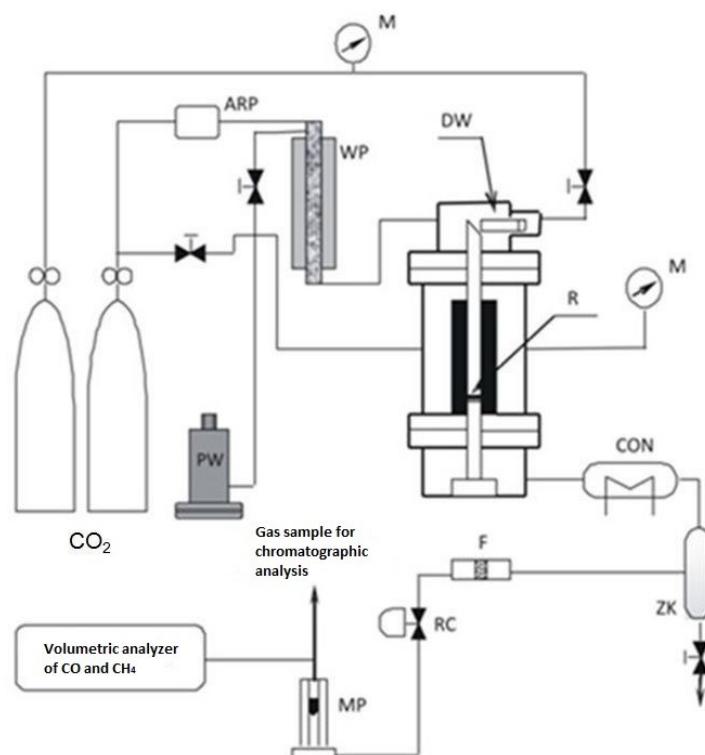 M
ARP
DW
WP
M
R
PW
CON
CO₂
Gas sample for
chromatographic
analysis
F
ZK
RC
Volumetric analyzer
of CO and CH₄
MP